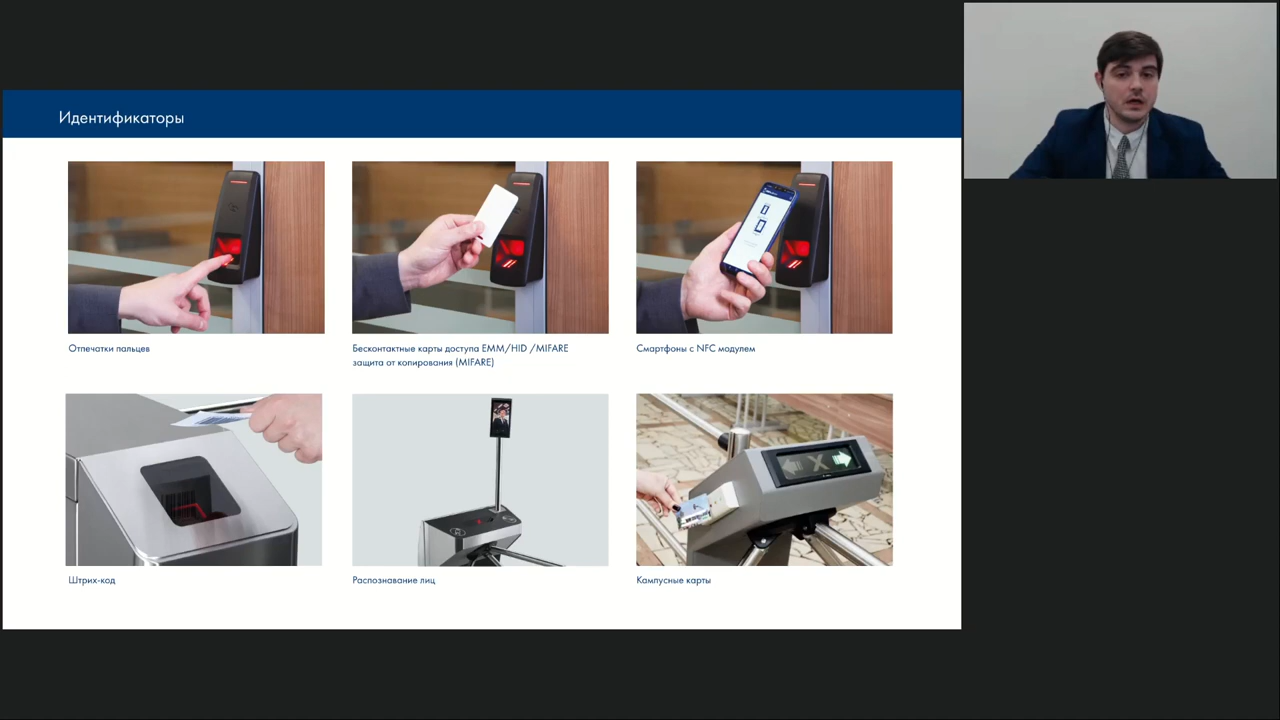 Идентификаторы
Отпечатки пальцев
Бесконтактные карты доступа EMM/HID /MIFARE
защита от копирования (MIFARE)
Смартфоны с NFC модулем
Штрих-код
Распознавание лиц
Кампусные карты